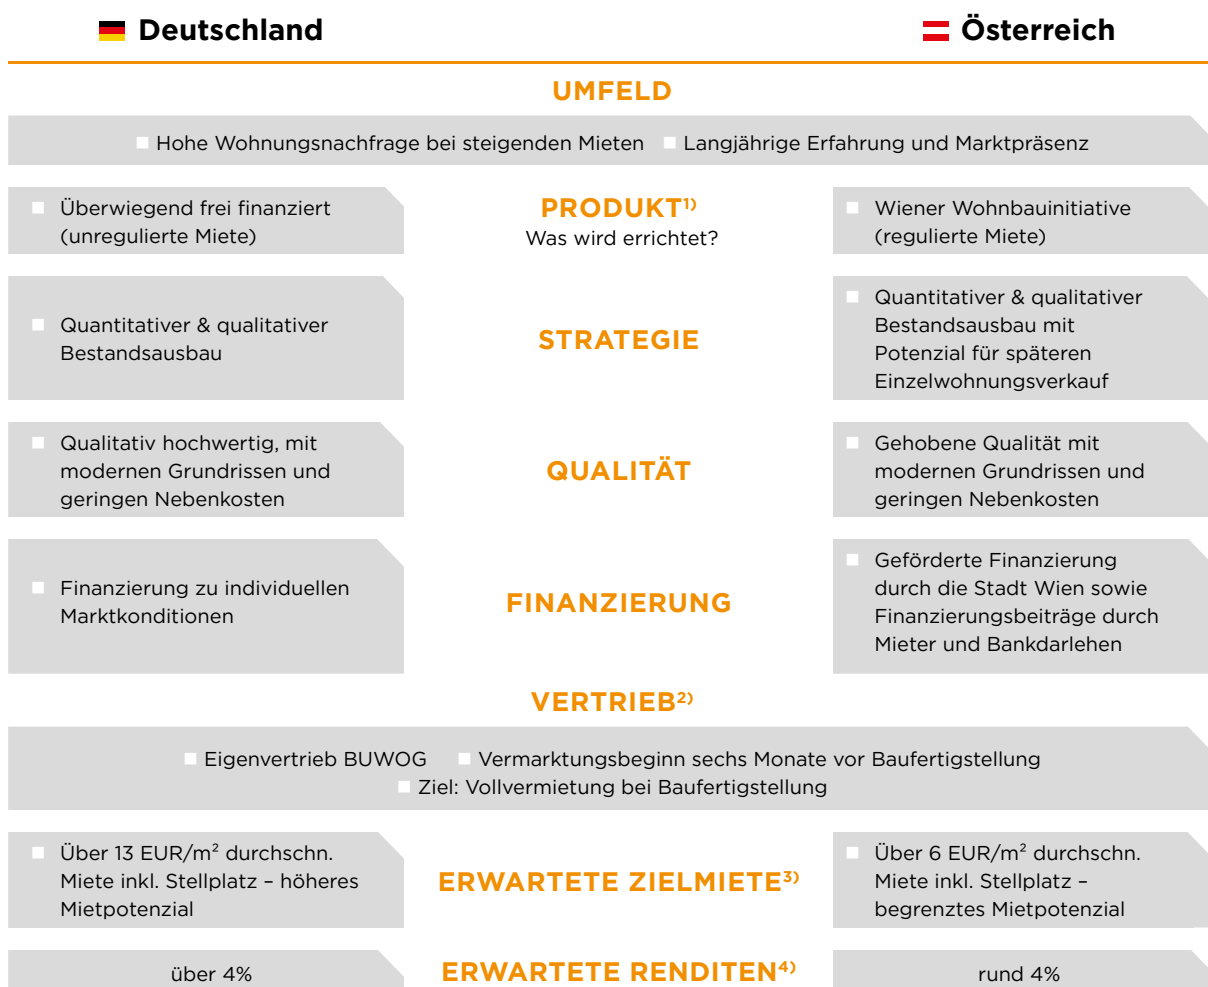 Deutschland
Österreich
UMFELD
Hohe Wohnungsnachfrage bei steigenden Mieten Langjährige Erfahrung und Marktpräsenz
Überwiegend frei finanziert
(unregulierte Miete)
PRODUKT1)
Was wird errichtet?
Wiener Wohnbauinitiative
(regulierte Miete)
Quantitativer & qualitativer
Bestandsausbau
STRATEGIE
Quantitativer & qualitativer
Bestandsausbau mit
Potenzial für späteren
Einzelwohnungsverkauf
Qualitativ hochwertig, mit
modernen Grundrissen und
geringen Nebenkosten
QUALITÄT
Gehobene Qualität mit
modernen Grundrissen und
geringen Nebenkosten
Finanzierung zu individuellen
Marktkonditionen
FINANZIERUNG
Geförderte Finanzierung
durch die Stadt Wien sowie
Finanzierungsbeiträge durch
Mieter und Bankdarlehen
VERTRIEB2)
Eigenvertrieb BUWOG Vermarktungsbeginn sechs Monate vor Baufertigstellung
Ziel: Vollvermietung bei Baufertigstellung
Über 13 EUR/m² durchschn.
Miete inkl. Stellplatz – höheres
Mietpotenzial
ERWARTETE ZIELMIETE3)
Über 6 EUR/m² durchschn.
Miete inkl. Stellplatz –
begrenztes Mietpotenzial
über 4%
ERWARTETE RENDITEN4)
rund 4%